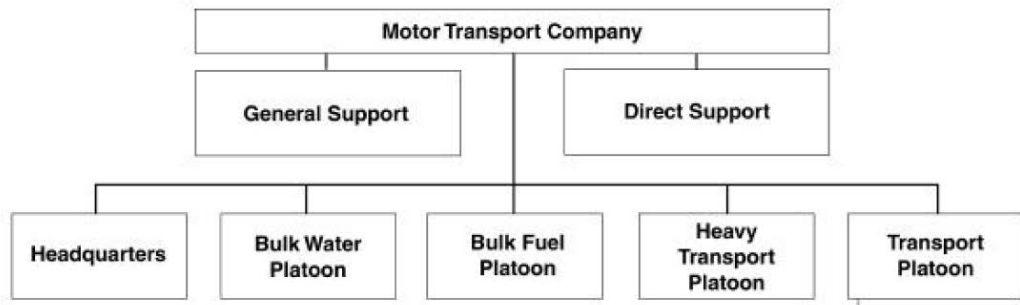 Motor Transport Company
General Support
Direct Support
Headquarters
Bulk Water
Platoon
Bulk Fuel
Platoon
Heavy
Transport
Platoon
Transport
Platoon